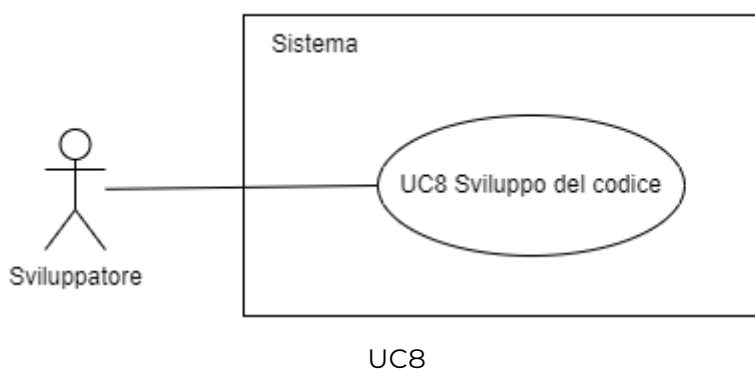 Sistema
UC8 Sviluppo del codice
Sviluppatore
UC8